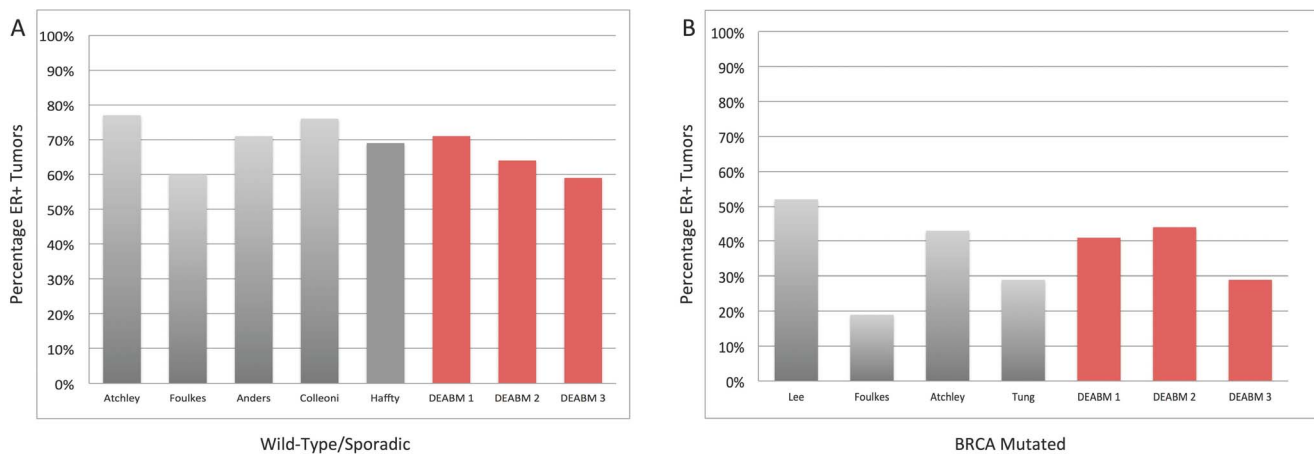 A
100%
90%
80%
70%
60%
50%
40%
30%
20%
10%
0%
Percentage ER+ Tumors
Atchley Foulkes Anders Colleoni Haffty DEABM 1 DEABM 2 DEABM 3
Wild-Type/Sporadic
B
100%
90%
80%
70%
60%
50%
40%
30%
20%
10%
0%
Percentage ER+ Tumors
Lee Foulkes Atchley Tung DEABM 1 DEABM 2 DEABM 3
BRCA Mutated